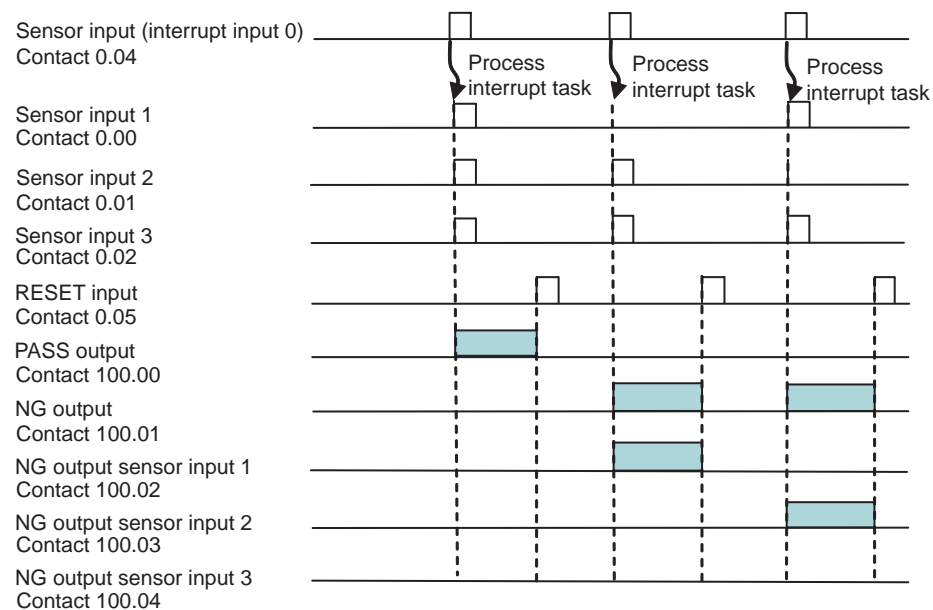 Sensor input (interrupt input 0)
Contact 0.04
Process
interrupt task
Process
interrupt task
Process
interrupt task
Sensor input 1
Contact 0.00
Sensor input 2
Contact 0.01
Sensor input 3
Contact 0.02
RESET input
Contact 0.05
PASS output
Contact 100.00
NG output
Contact 100.01
NG output sensor input 1
Contact 100.02
NG output sensor input 2
Contact 100.03
NG output sensor input 3
Contact 100.04